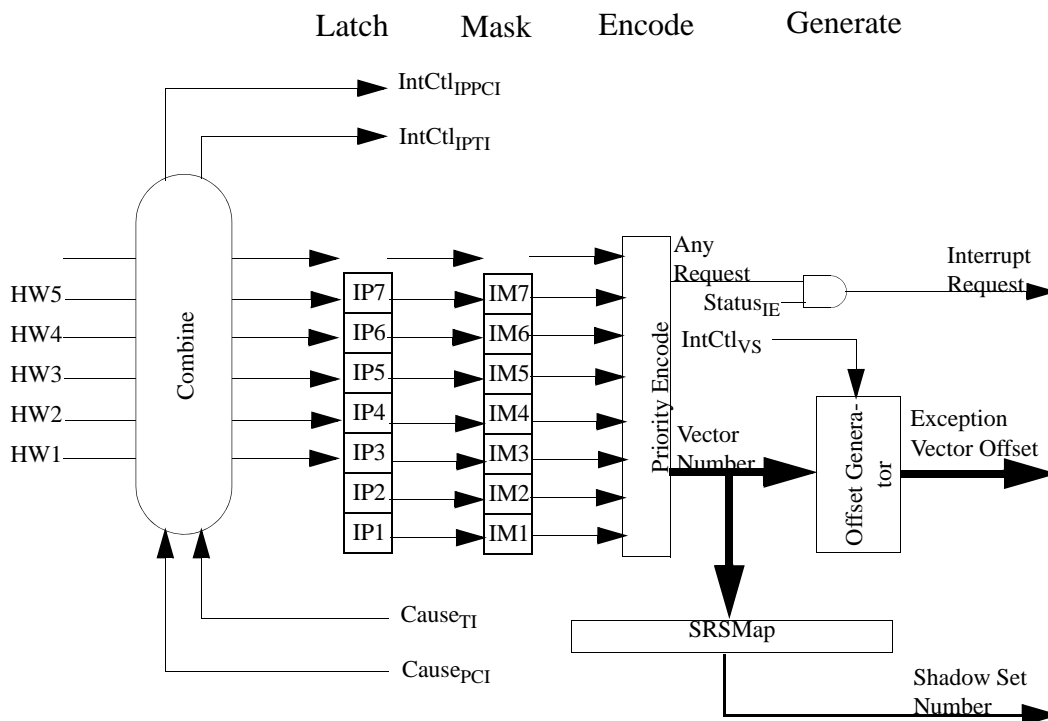 Latch Mask Encode Generate
IntCtlIPPCI
IntCtlIPTI
Combine
HW5
HW4
HW3
HW2
HW1
IP7
IP6
IP5
IP4
IP3
IP2
IP1
IM7
IM6
IM5
IM4
IM3
IM2
IM1
Priority Encode
Any
Request
StatusIE
IntCtlVS
Vector
Number
Offset Genera-
tor
Interrupt
Request
Exception
Vector Offset
CauseTI
CausePCI
SRSMap
Shadow Set
Number